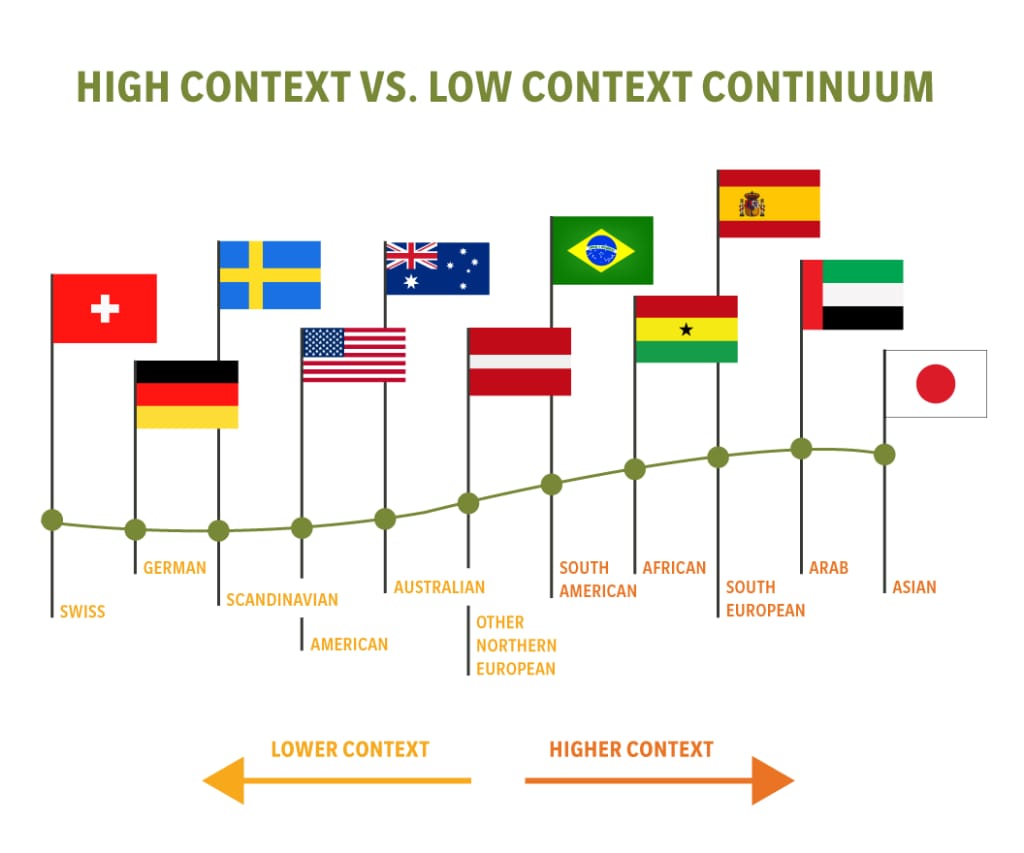 HIGH CONTEXT VS. LOW CONTEXT CONTINUUM
GERMAN
SWISS
SCANDINAVIAN
AMERICAN
AUSTRALIAN
OTHER
NORTHERN
EUROPEAN
SOUTH
AMERICAN
AFRICAN
SOUTH
EUROPEAN
ARAB
ASIAN
LOWER CONTEXT
HIGHER CONTEXT